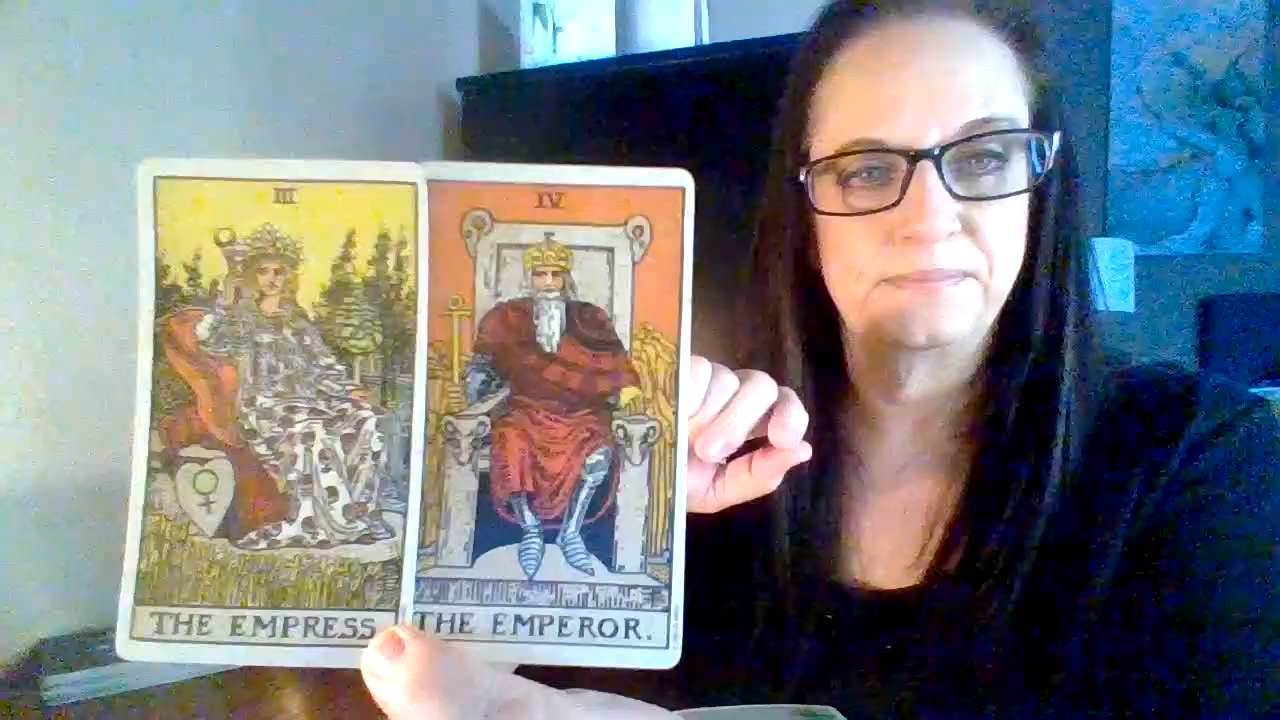 III
IV
THE EMPRESS.
THE EMPEROR.